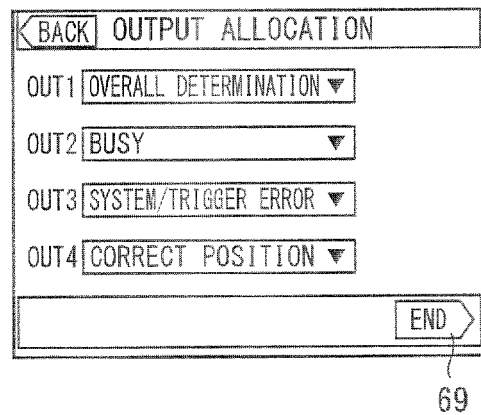 BACK OUTPUT ALLOCATION
OUT1 OVERALL DETERMINATION ▼
OUT2 BUSY ▼
OUT3 SYSTEM/TRIGGER ERROR ▼
OUT4 CORRECT POSITION ▼
END
69